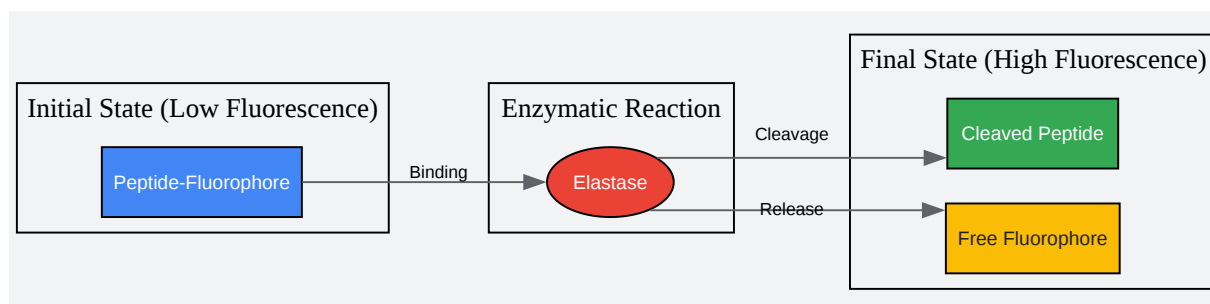 Initial State (Low Fluorescence)
Peptide-Fluorophore
Binding
Enzymatic Reaction
Elastase
Cleavage
Release
Final State (High Fluorescence)
Cleaved Peptide
Free Fluorophore